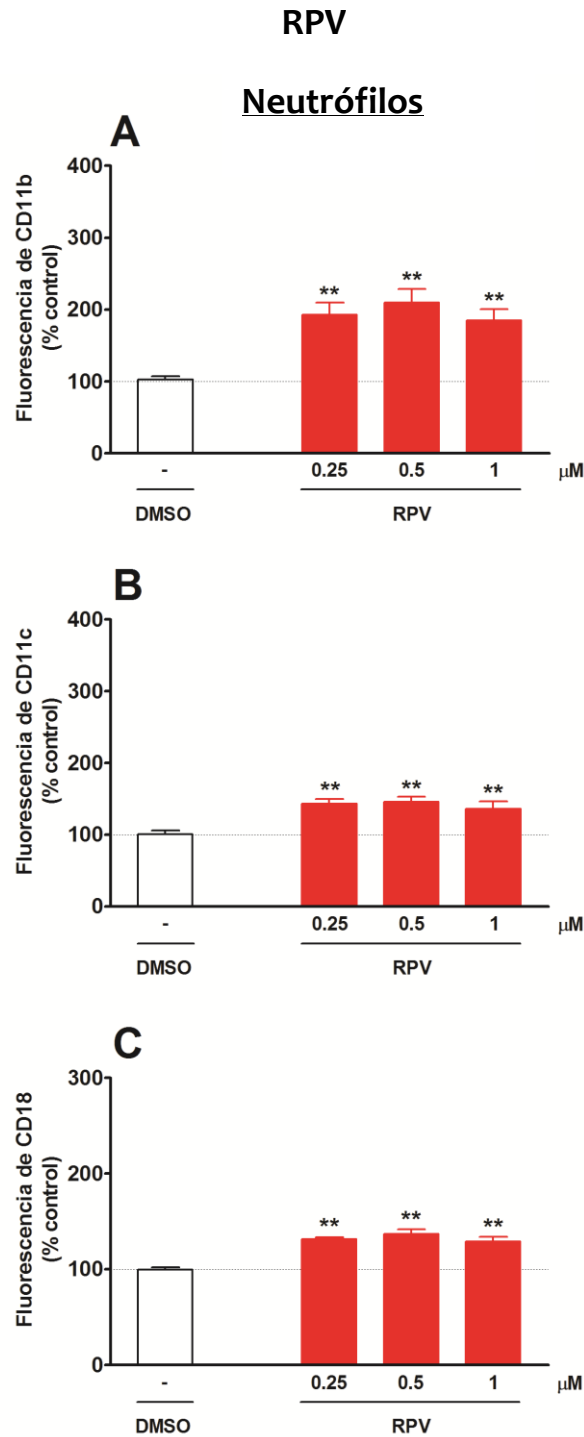 RPV
Neutrófilos
A
Fluorescencia de CD11b
(% control)
400
300
200
100
0
** ** **
- 0.25 0.5 1 μM
DMSO RPV
B
Fluorescencia de CD11c
(% control)
400
300
200
100
0
** ** **
- 0.25 0.5 1 μM
DMSO RPV
C
Fluorescencia de CD18
(% control)
300
200
100
0
** ** **
- 0.25 0.5 1 μM
DMSO RPV